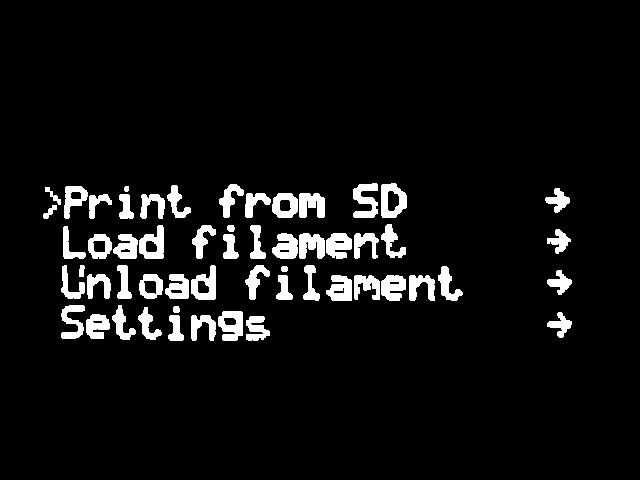 >Print from SD →
Load filament →
Unload filament →
Settings →